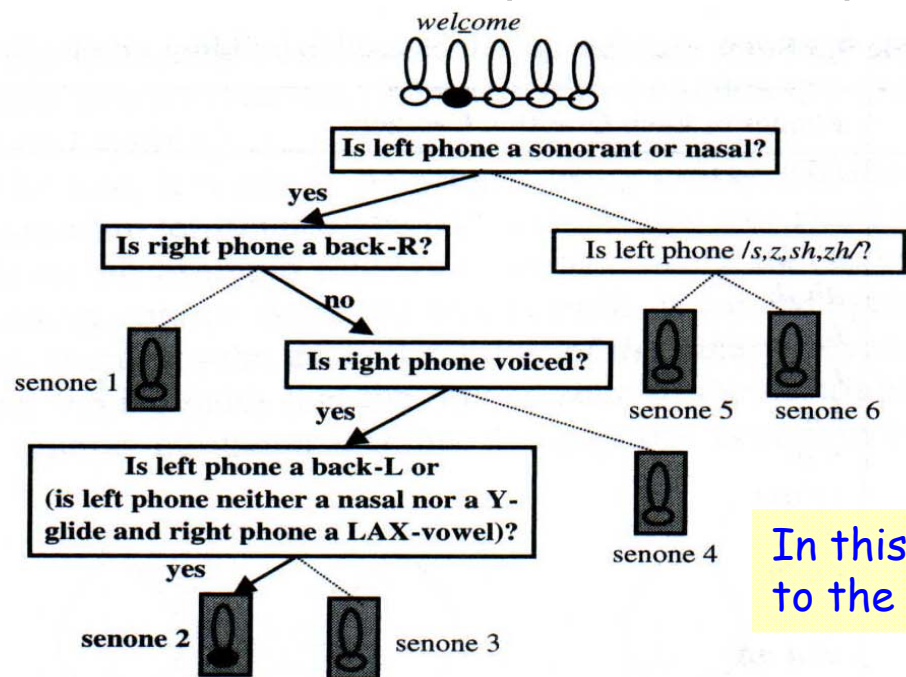 welcome
Is left phone a sonorant or nasal?
yes
Is right phone a back-R?
Is left phone /s,z,sh,zh/?
no
Is right phone voiced?
senone 1
senone 5
senone 6
yes
Is left phone a back-L or
(is left phone neither a nasal nor a Y-
glide and right phone a LAX-vowel)?
senone 4
yes
senone 2
senone 3
In this
to the